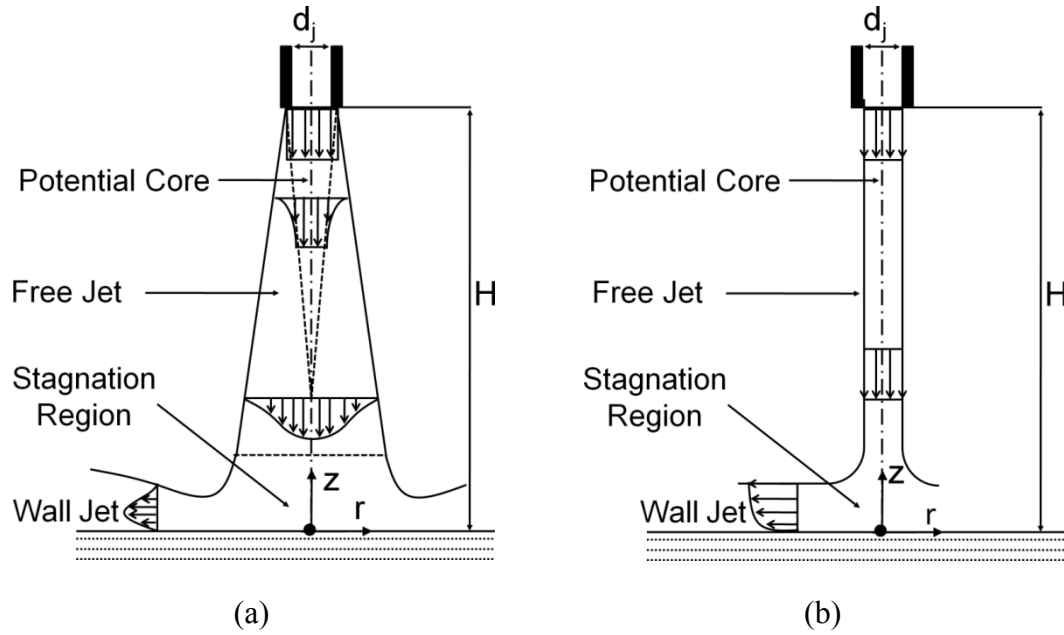 dj
Potential Core
Free Jet
H
Stagnation
Region
z
Wall Jet
r
(a)
dj
Potential Core
Free Jet
H
Stagnation
Region
z
Wall Jet
r
(b)